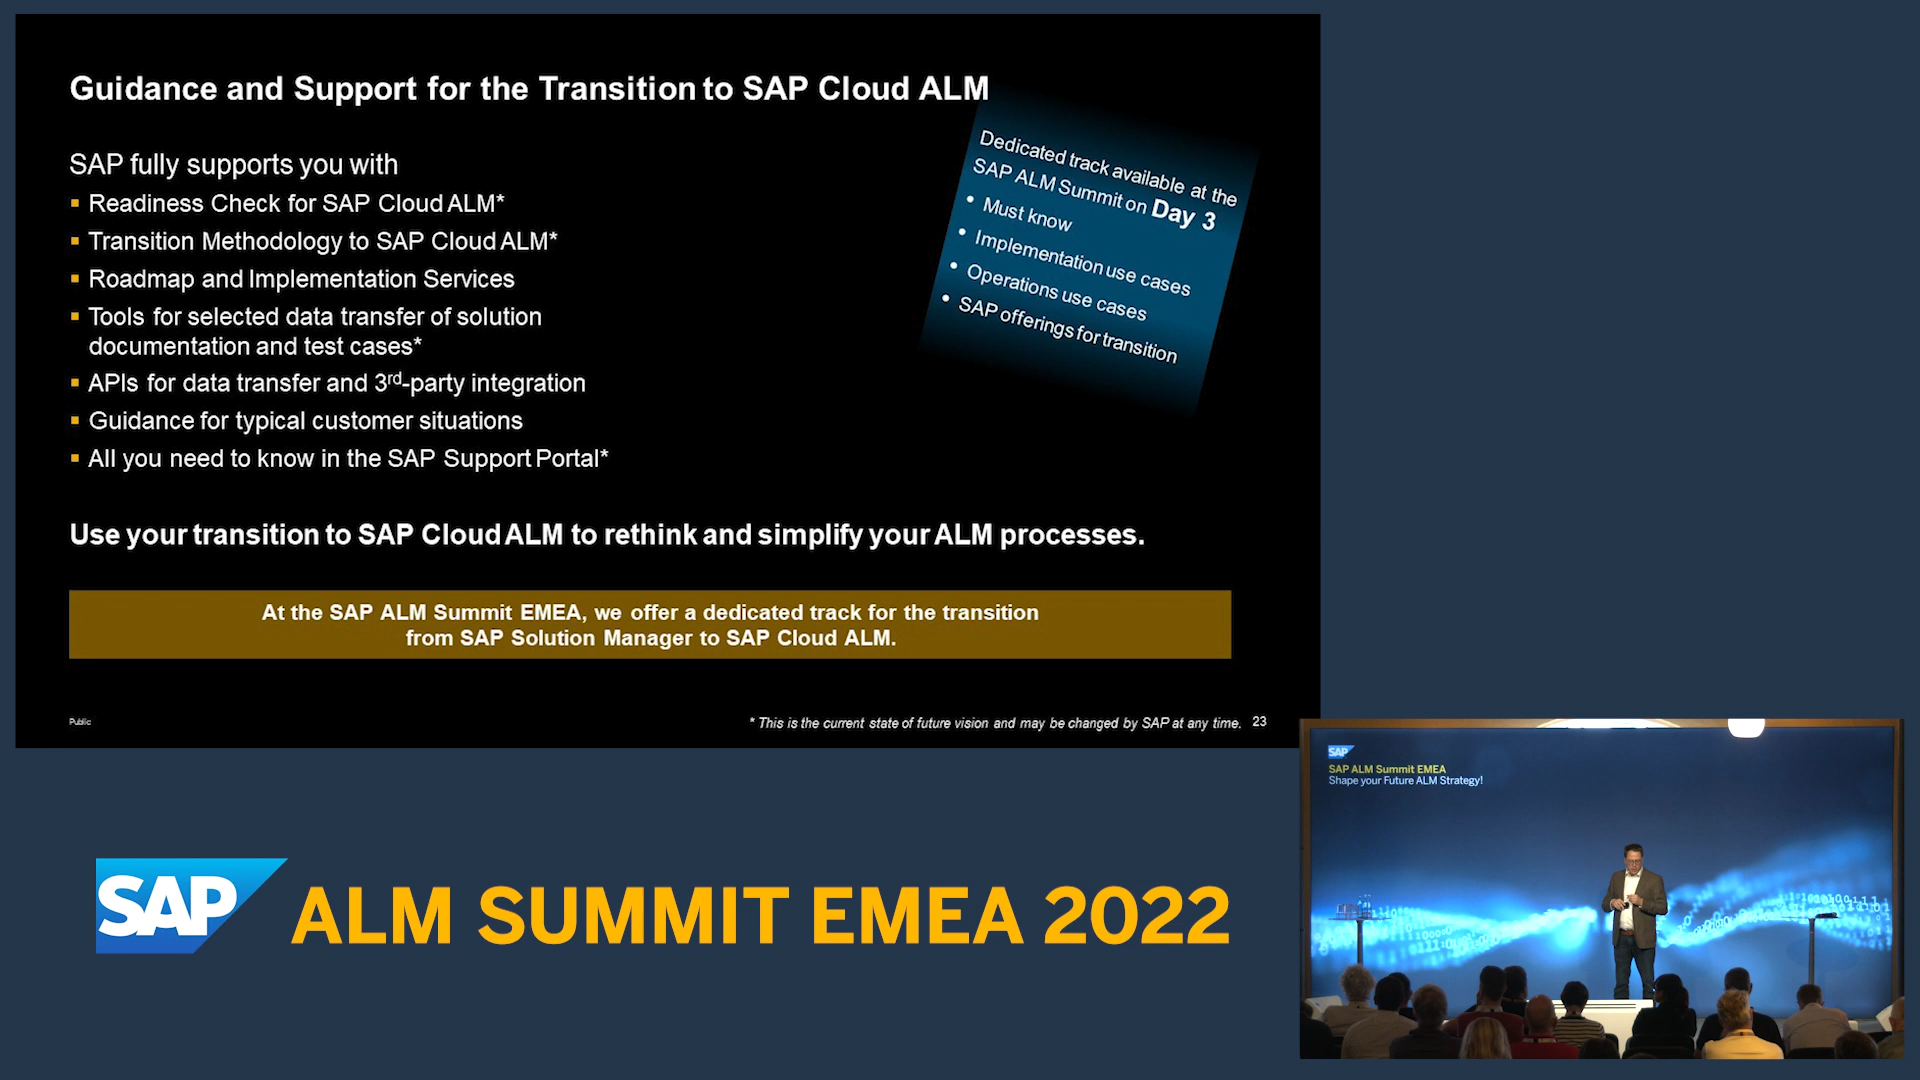 Guidance and Support for the Transition to SAP Cloud ALM
SAP fully supports you with
▪ Readiness Check for SAP Cloud ALM*
▪ Transition Methodology to SAP Cloud ALM*
▪ Roadmap and Implementation Services
▪ Tools for selected data transfer of solution
documentation and test cases*
▪ APIs for data transfer and 3rd-party integration
▪ Guidance for typical customer situations
▪ All you need to know in the SAP Support Portal*
Dedicated track available at the
SAP ALM Summit on Day 3
• Must know
• Implementation use cases
• Operations use cases
• SAP offerings for transition
Use your transition to SAP Cloud ALM to rethink and simplify your ALM processes.
At the SAP ALM Summit EMEA, we offer a dedicated track for the transition
from SAP Solution Manager to SAP Cloud ALM.
Public
* This is the current state of future vision and may be changed by SAP at any time. 23
SAP
SAP ALM Summit EMEA
Shape your Future ALM Strategy!
SAP ALM SUMMIT EMEA 2022